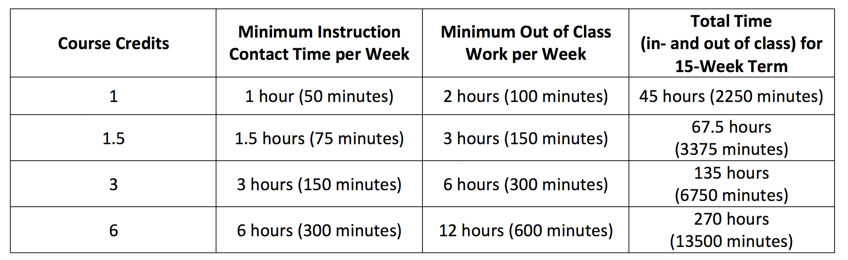 Course Credits
Minimum Instruction
Contact Time per Week
Minimum Out of Class
Work per Week
Total Time
(in- and out of class) for
15-Week Term
1
1 hour (50 minutes)
2 hours (100 minutes)
45 hours (2250 minutes)
1.5
1.5 hours (75 minutes)
3 hours (150 minutes)
67.5 hours
(3375 minutes)
3
3 hours (150 minutes)
6 hours (300 minutes)
135 hours
(6750 minutes)
6
6 hours (300 minutes)
12 hours (600 minutes)
270 hours
(13500 minutes)